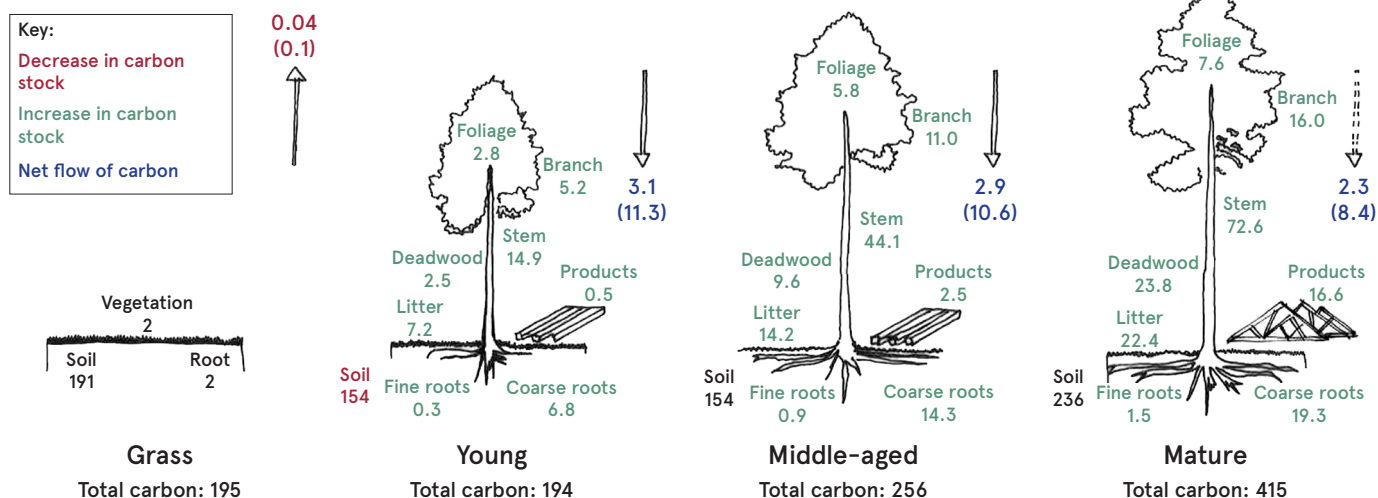 Key:
Decrease in carbon
stock
Increase in carbon
stock
Net flow of carbon
0.04
(0.1)
Vegetation
2
Soil
191
Root
2
Grass
Total carbon: 195
Foliage
2.8
Branch
5.2
3.1
(11.3)
Stem
14.9
Deadwood
2.5
Products
0.5
Litter
7.2
Soil
154
Fine roots
0.3
Coarse roots
6.8
Young
Total carbon: 194
Foliage
5.8
Branch
11.0
2.9
(10.6)
Stem
44.1
Deadwood
9.6
Products
2.5
Litter
14.2
Soil
154
Fine roots
0.9
Coarse roots
14.3
Middle-aged
Total carbon: 256
Foliage
7.6
Branch
16.0
2.3
(8.4)
Stem
72.6
Deadwood
23.8
Products
16.6
Litter
22.4
Soil
236
Fine roots
1.5
Coarse roots
19.3
Mature
Total carbon: 415